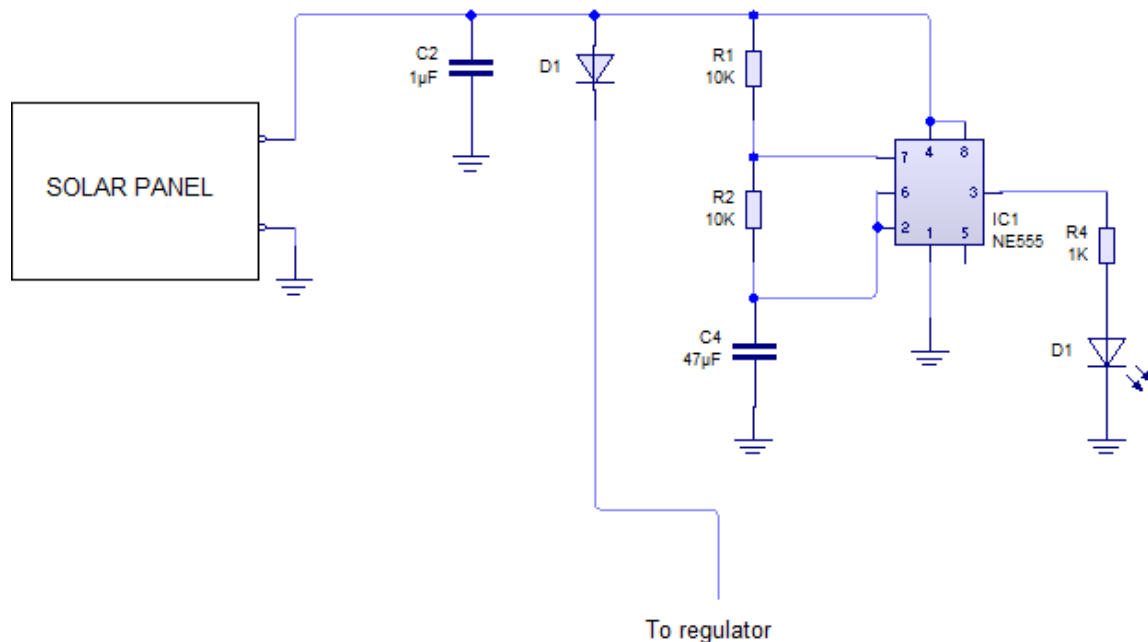 SOLAR PANEL
C2
1µF
D1
R1
10K
R2
10K
C4
47µF
7
4
8
6
3
2
1
5
IC1
NE555
R4
1K
D1
To regulator